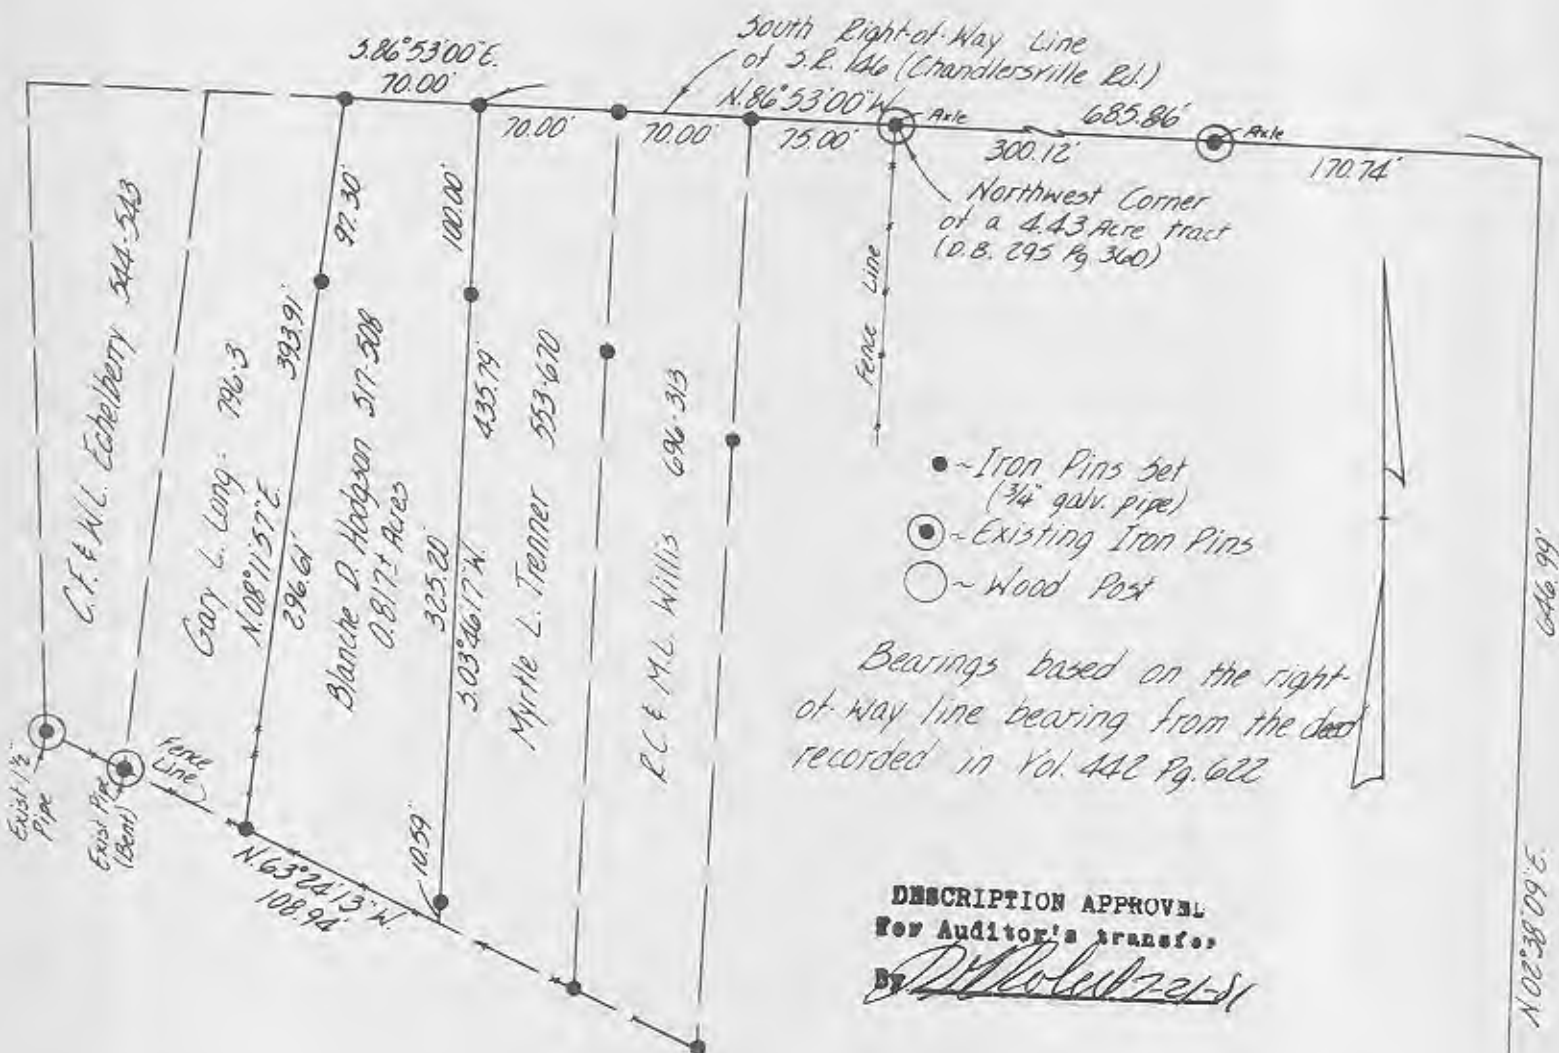 S.86°53'00"E.
70.00'
South Right-of-Way Line
of S.R. 146 (Chandlersville Rd.)
N.86°53'00"W.
70.00'
70.00'
75.00'
Axle
685.86'
300.12'
Axle
170.74'
Northwest Corner
of a 4.43 Acre tract
(D.B. 295 Pg. 360)
Fence Line
C.F. & W.L. Echelberry 544-543
Gary L. Long - 796-3
N.08°11'57"E.
393.91'
97.30'
296.61'
Blanche D. Hodgson 517-508
0.817± Acres
100.00'
435.79'
325.20'
S.03°46'17"W.
10.59'
Myrtle L. Trenner 553-670
R.C. & M.L. Willis 696-313
● ~ Iron Pins Set
(3/4" galv. pipe)
~ Existing Iron Pins
~ Wood Post
Bearings based on the right-
of-way line bearing from the deed
recorded in Vol. 442 Pg. 622
646.99'
N.02°38'09"E.
Exist 1½"
Pipe
Exist Pipe
(Bent)
Fence
Line
N.63°24'13"W.
108.94'
DESCRIPTION APPROVEL
For Auditor's transfer
By 7-21-81